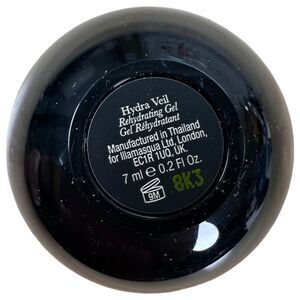 Hydra Veil
Rehydrating Gel
Gel Réhydratant
Manufactured in Thailand
for Illamasqua Ltd, London,
EC1R 1UQ, UK.
7 ml e 0.2 Fl Oz.
9M
8K3